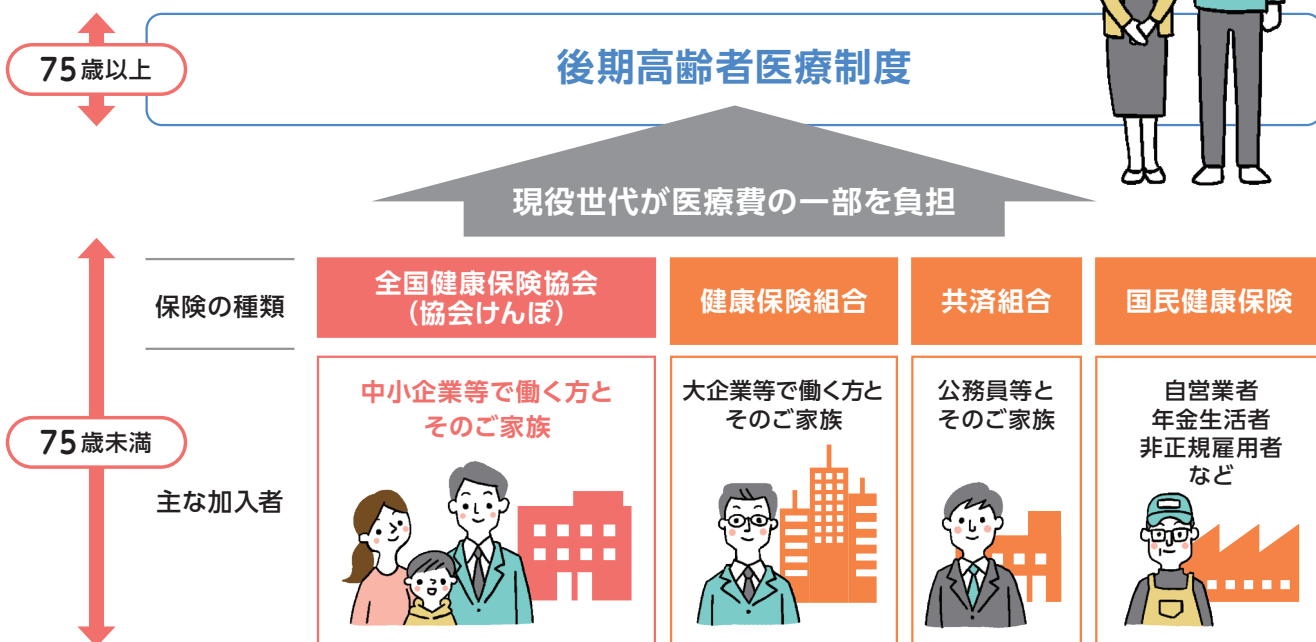 75歳以上
後期高齢者医療制度
現役世代が医療費の一部を負担
75歳未満
保険の種類
全国健康保険協会
（協会けんぽ）
健康保険組合
共済組合
国民健康保険
主な加入者
中小企業等で働く方と
そのご家族
大企業等で働く方と
そのご家族
公務員等と
そのご家族
自営業者
年金生活者
非正規雇用者
など